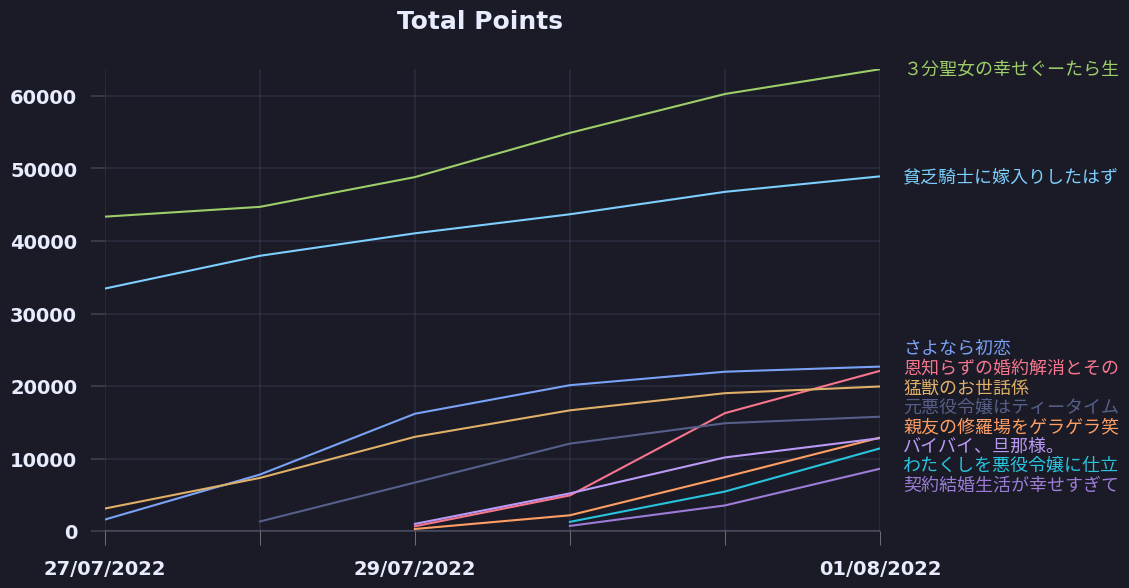 Total Points
３分聖女の幸せぐーたら生
60000
50000
貧乏騎士に嫁入りしたはず
40000
30000
さよなら初恋
恩知らずの婚約解消とその
20000
猛獣のお世話係
元悪役令嬢はティータイム
親友の修羅場をゲラゲラ笑
バイバイ、旦那様。
10000
わたくしを悪役令嬢に仕立
契約結婚生活が幸せすぎて
0
27/07/2022
29/07/2022
01/08/2022